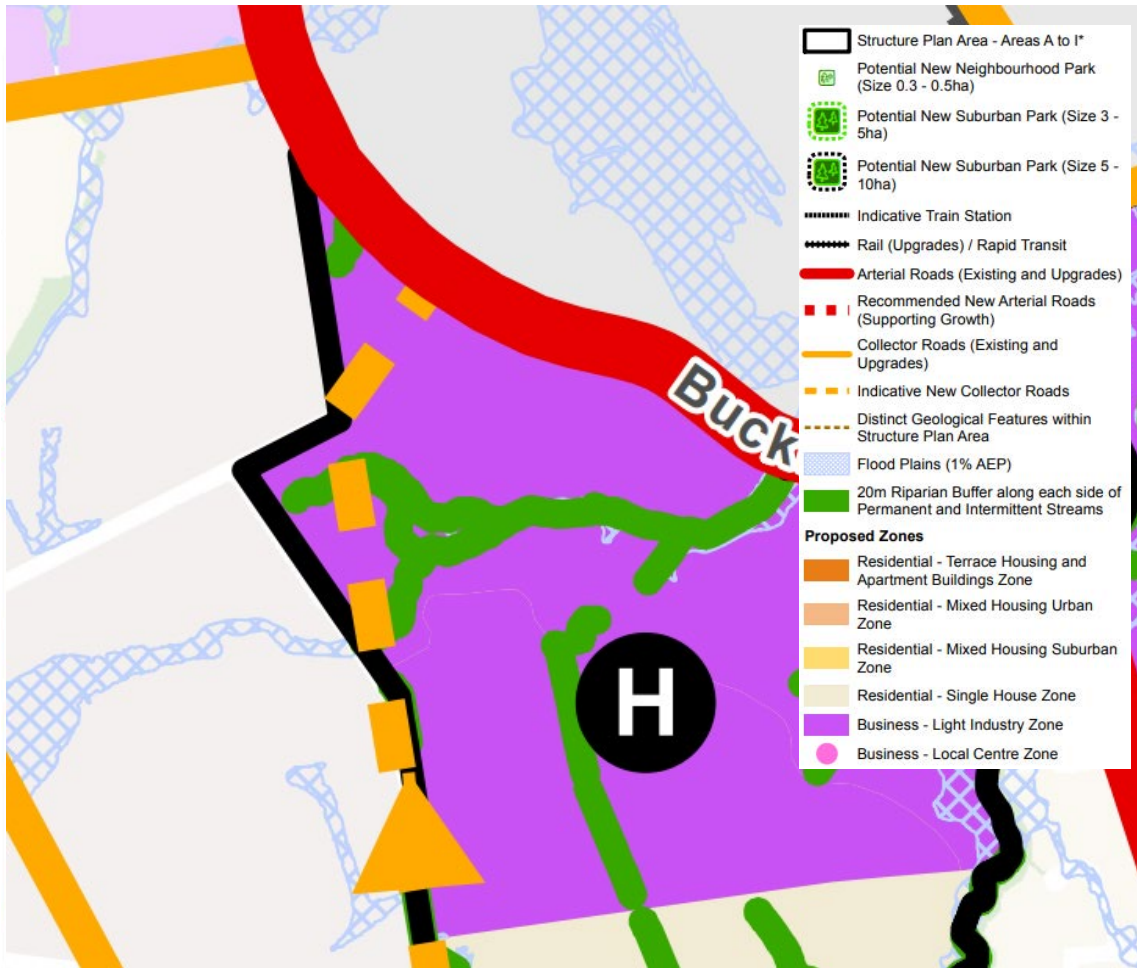 Structure Plan Area - Areas A to I*
Potential New Neighbourhood Park
(Size 0.3 - 0.5ha)
Potential New Suburban Park (Size 3 -
5ha)
Potential New Suburban Park (Size 5 -
10ha)
Indicative Train Station
Rail (Upgrades) / Rapid Transit
Arterial Roads (Existing and Upgrades)
Recommended New Arterial Roads
(Supporting Growth)
Collector Roads (Existing and
Upgrades)
Indicative New Collector Roads
Distinct Geological Features within
Structure Plan Area
Flood Plains (1% AEP)
20m Riparian Buffer along each side of
Permanent and Intermittent Streams
Proposed Zones
Residential - Terrace Housing and
Apartment Buildings Zone
Residential - Mixed Housing Urban
Zone
Residential - Mixed Housing Suburban
Zone
Residential - Single House Zone
Business - Light Industry Zone
Business - Local Centre Zone
Buck
H